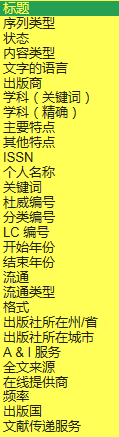 标题
序列类型
状态
内容类型
文字的语言
出版商
学科（关键词）
学科（精确）
主要特点
其他特点
ISSN
个人名称
关键词
杜威编号
分类编号
LC 编号
开始年份
结束年份
流通
流通类型
格式
出版社所在州/省
出版社所在城市
A & I 服务
全文来源
在线提供商
频率
出版国
文献传递服务